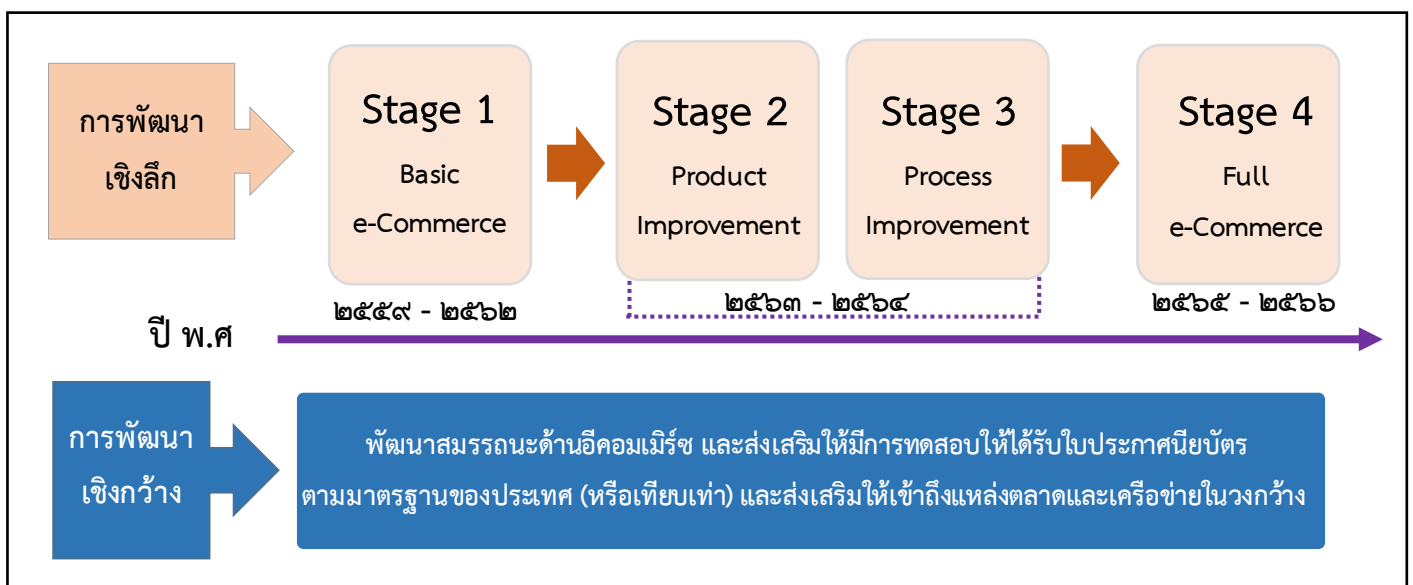 การพัฒนา
เชิงลึก
Stage 1
Basic
e-Commerce
Stage 2
Product
Improvement
Stage 3
Process
Improvement
Stage 4
Full
e-Commerce
๒๕๕๙ - ๒๕๖๒
๒๕๖๓ - ๒๕๖๔
๒๕๖๕ - ๒๕๖๖
ปี พ.ศ
การพัฒนา
เชิงกว้าง
พัฒนาสมรรถนะด้านอีคอมเมิร์ซ และส่งเสริมให้มีการทดสอบให้ได้รับใบประกาศนียบัตร
ตามมาตรฐานของประเทศ (หรือเทียบเท่า) และส่งเสริมให้เข้าถึงแหล่งตลาดและเครือข่ายในวงกว้าง